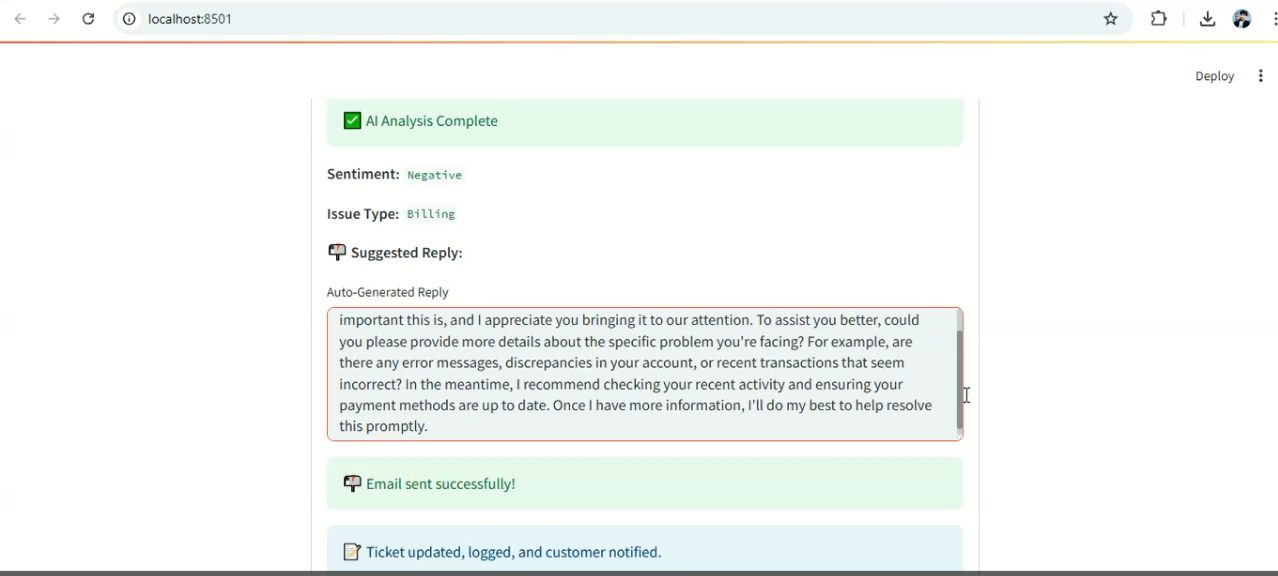 localhost:8501
Deploy
AI Analysis Complete
Sentiment: Negative
Issue Type: Billing
Suggested Reply:
Auto-Generated Reply
important this is, and I appreciate you bringing it to our attention. To assist you better, could
you please provide more details about the specific problem you're facing? For example, are
there any error messages, discrepancies in your account, or recent transactions that seem
incorrect? In the meantime, I recommend checking your recent activity and ensuring your
payment methods are up to date. Once I have more information, I'll do my best to help resolve
this promptly.
Email sent successfully!
Ticket updated, logged, and customer notified.